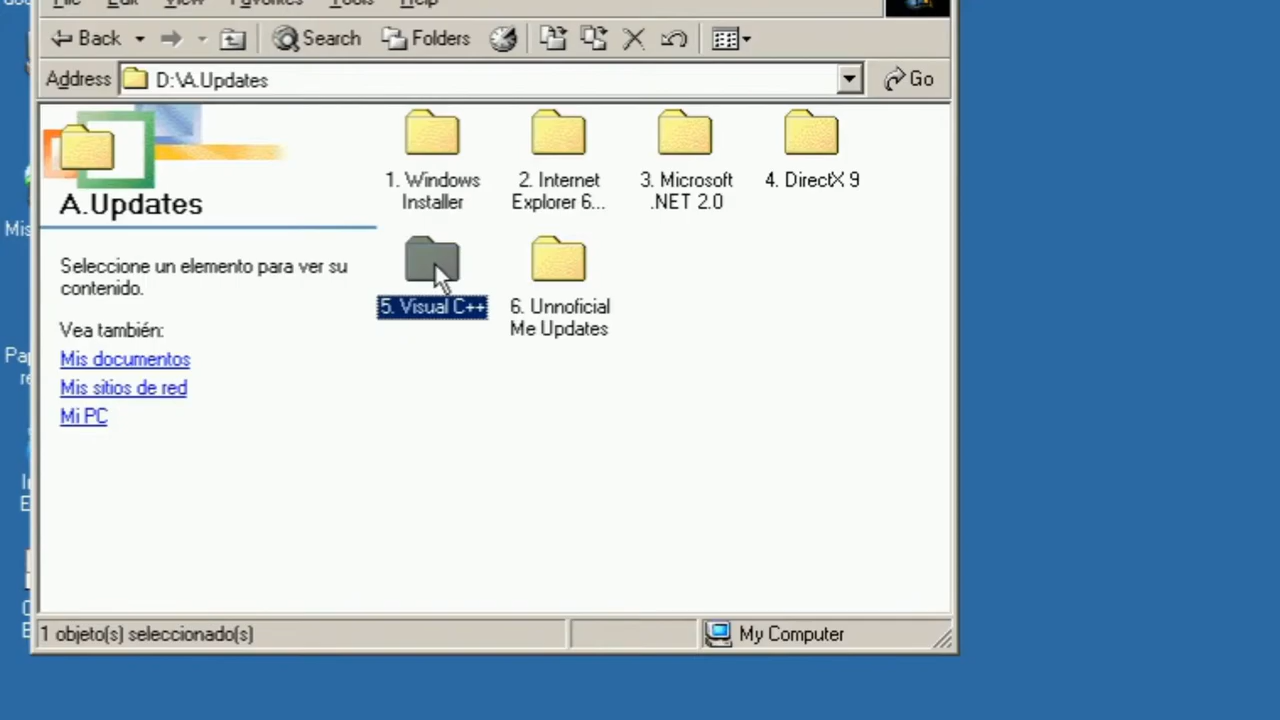 File Edit View Favorites Tools Help
Back Search Folders
Address D:\A.Updates Go
A.Updates
Seleccione un elemento para ver su
contenido.
Vea también:
Mis documentos
Mis sitios de red
Mi PC
1. Windows
Installer
2. Internet
Explorer 6...
3. Microsoft
.NET 2.0
4. DirectX 9
5. Visual C++
6. Unnoficial
Me Updates
Mis
1 objeto(s) seleccionado(s) My Computer